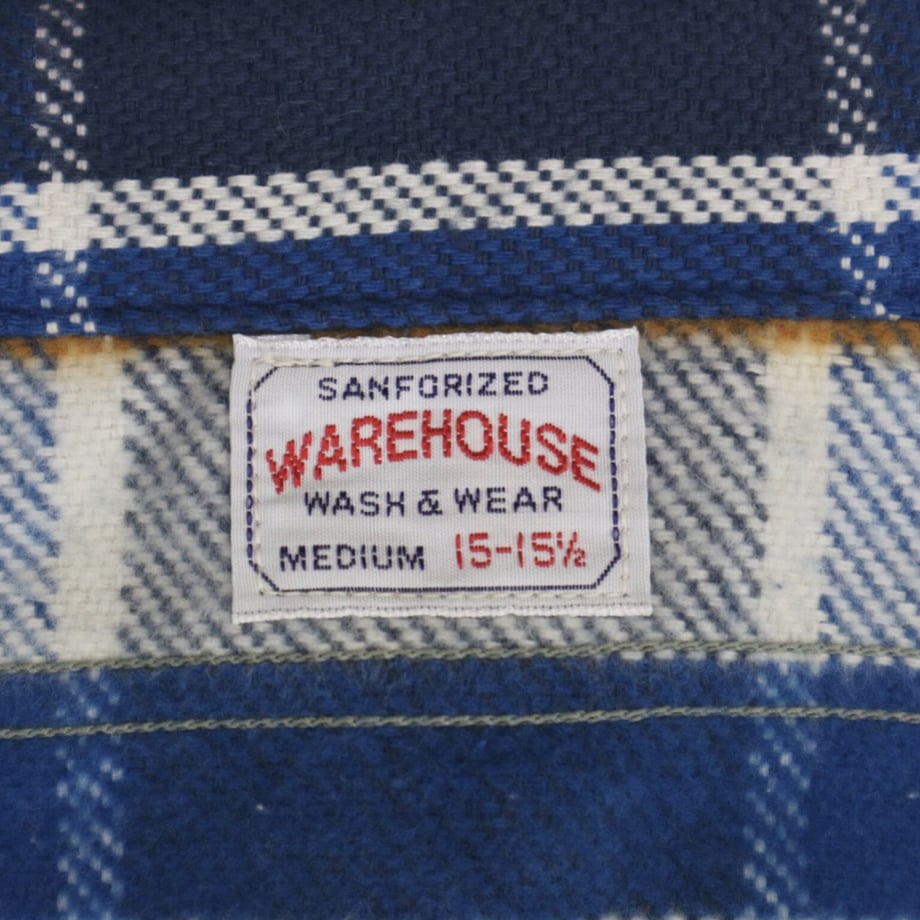 SANFORIZED
WAREHOUSE
WASH & WEAR
MEDIUM 15-15½